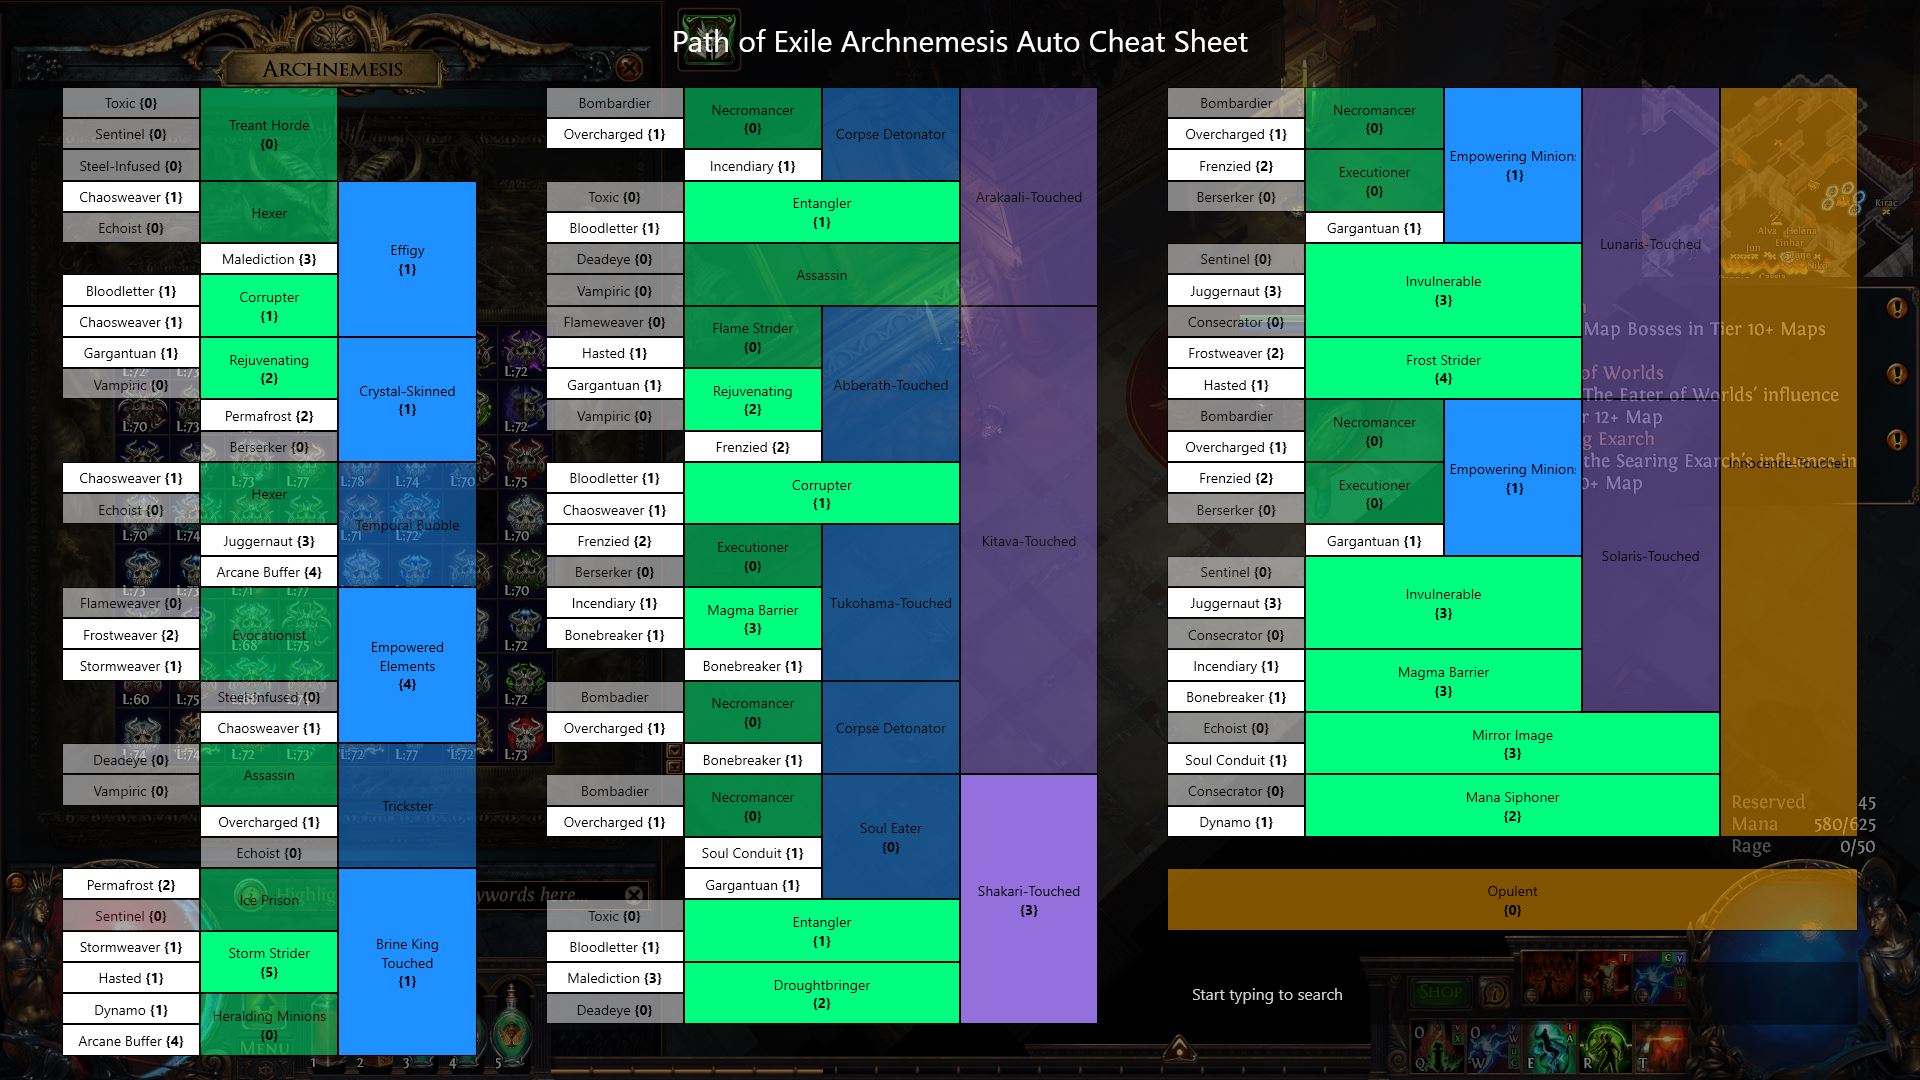 Path of Exile Archnemesis Auto Cheat Sheet
ARCHNEMESIS
Toxic {0}
Sentinel {0}
Steel-Infused {0}
Treant Horde
{0}
Chaosweaver {1}
Echoist {0}
Hexer
Malediction {3}
Effigy
{1}
Bloodletter {1}
Chaosweaver {1}
Corrupter
{1}
Gargantuan {1}
Vampiric {0}
Rejuvenating
{2}
Permafrost {2}
Berserker {0}
Crystal-Skinned
{1}
Chaosweaver {1}
Echoist {0}
Hexer
Juggernaut {3}
Arcane Buffer {4}
Temporal Bubble
Flameweaver {0}
Frostweaver {2}
Stormweaver {1}
Evocationist
Steel-Infused {0}
Chaosweaver {1}
Empowered
Elements
{4}
Deadeye {0}
Vampiric {0}
Assassin
Overcharged {1}
Echoist {0}
Trickster
Permafrost {2}
Sentinel {0}
Ice Prison
Stormweaver {1}
Hasted {1}
Storm Strider
{5}
Dynamo {1}
Arcane Buffer {4}
Heralding Minions
{0}
Brine King
Touched
{1}
Bombardier
Overcharged {1}
Necromancer
{0}
Incendiary {1}
Corpse Detonator
Toxic {0}
Bloodletter {1}
Entangler
{1}
Deadeye {0}
Vampiric {0}
Assassin
Arakaali-Touched
Flameweaver {0}
Hasted {1}
Flame Strider
{0}
Gargantuan {1}
Vampiric {0}
Rejuvenating
{2}
Frenzied {2}
Abberath-Touched
Bloodletter {1}
Chaosweaver {1}
Corrupter
{1}
Frenzied {2}
Berserker {0}
Executioner
{0}
Incendiary {1}
Bonebreaker {1}
Magma Barrier
{3}
Bonebreaker {1}
Tukohama-Touched
Bombadier
Overcharged {1}
Necromancer
{0}
Bonebreaker {1}
Corpse Detonator
Kitava-Touched
Bombadier
Overcharged {1}
Necromancer
{0}
Soul Conduit {1}
Gargantuan {1}
Soul Eater
{0}
Toxic {0}
Bloodletter {1}
Entangler
{1}
Malediction {3}
Deadeye {0}
Droughtbringer
{2}
Shakari-Touched
{3}
Bombardier
Overcharged {1}
Necromancer
{0}
Frenzied {2}
Berserker {0}
Executioner
{0}
Gargantuan {1}
Empowering Minion
{1}
Sentinel {0}
Juggernaut {3}
Consecrator {0}
Invulnerable
{3}
Frostweaver {2}
Hasted {1}
Frost Strider
{4}
Lunaris-Touched
Bombardier
Overcharged {1}
Necromancer
{0}
Frenzied {2}
Berserker {0}
Executioner
{0}
Gargantuan {1}
Empowering Minion
{1}
Sentinel {0}
Juggernaut {3}
Consecrator {0}
Invulnerable
{3}
Incendiary {1}
Bonebreaker {1}
Magma Barrier
{3}
Solaris-Touched
Echoist {0}
Soul Conduit {1}
Mirror Image
{3}
Consecrator {0}
Dynamo {1}
Mana Siphoner
{2}
Innocence-Touched
Opulent
{0}
Start typing to search
Kirac
Alva Helena
Jun Einhar
Niko
Map Bosses in Tier 10+ Maps
of Worlds
The Eater of Worlds' influence
r 12+ Map
g Exarch
the Searing Exarch's influence in
0+ Map
Reserved 45
Mana 580/625
Rage 0/50
SHOP
MENU
ywords here...
1 2 3 4 5
Q W E R T